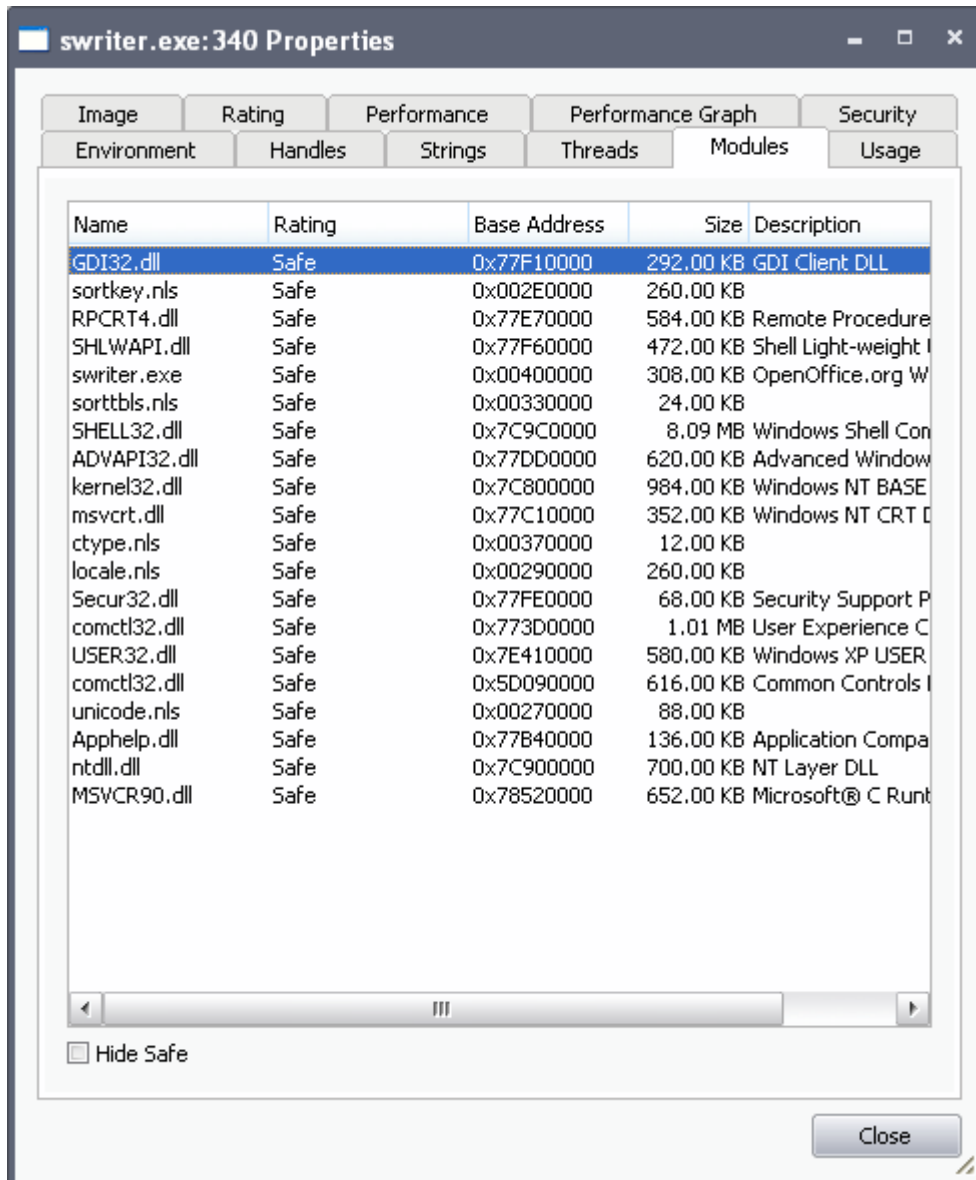 swriter.exe:340 Properties
Image Rating Performance Performance Graph Security
Environment Handles Strings Threads Modules Usage
Name Rating Base Address Size Description
GDI32.dll Safe 0x77F10000 292.00 KB GDI Client DLL
sortkey.nls Safe 0x002E0000 260.00 KB
RPCRT4.dll Safe 0x77E70000 584.00 KB Remote Procedure
SHLWAPI.dll Safe 0x77F60000 472.00 KB Shell Light-weight
swriter.exe Safe 0x00400000 308.00 KB OpenOffice.org W
sorttbls.nls Safe 0x00330000 24.00 KB
SHELL32.dll Safe 0x7C9C0000 8.09 MB Windows Shell Con
ADVAPI32.dll Safe 0x77DD0000 620.00 KB Advanced Window
kernel32.dll Safe 0x7C800000 984.00 KB Windows NT BASE
msvcrt.dll Safe 0x77C10000 352.00 KB Windows NT CRT
ctype.nls Safe 0x00370000 12.00 KB
locale.nls Safe 0x00290000 260.00 KB
Secur32.dll Safe 0x77FE0000 68.00 KB Security Support P
comctl32.dll Safe 0x773D0000 1.01 MB User Experience C
USER32.dll Safe 0x7E410000 580.00 KB Windows XP USER
comctl32.dll Safe 0x5D090000 616.00 KB Common Controls
unicode.nls Safe 0x00270000 88.00 KB
Apphelp.dll Safe 0x77B40000 136.00 KB Application Compa
ntdll.dll Safe 0x7C900000 700.00 KB NT Layer DLL
MSVCR90.dll Safe 0x78520000 652.00 KB Microsoft® C Runt
Hide Safe
Close